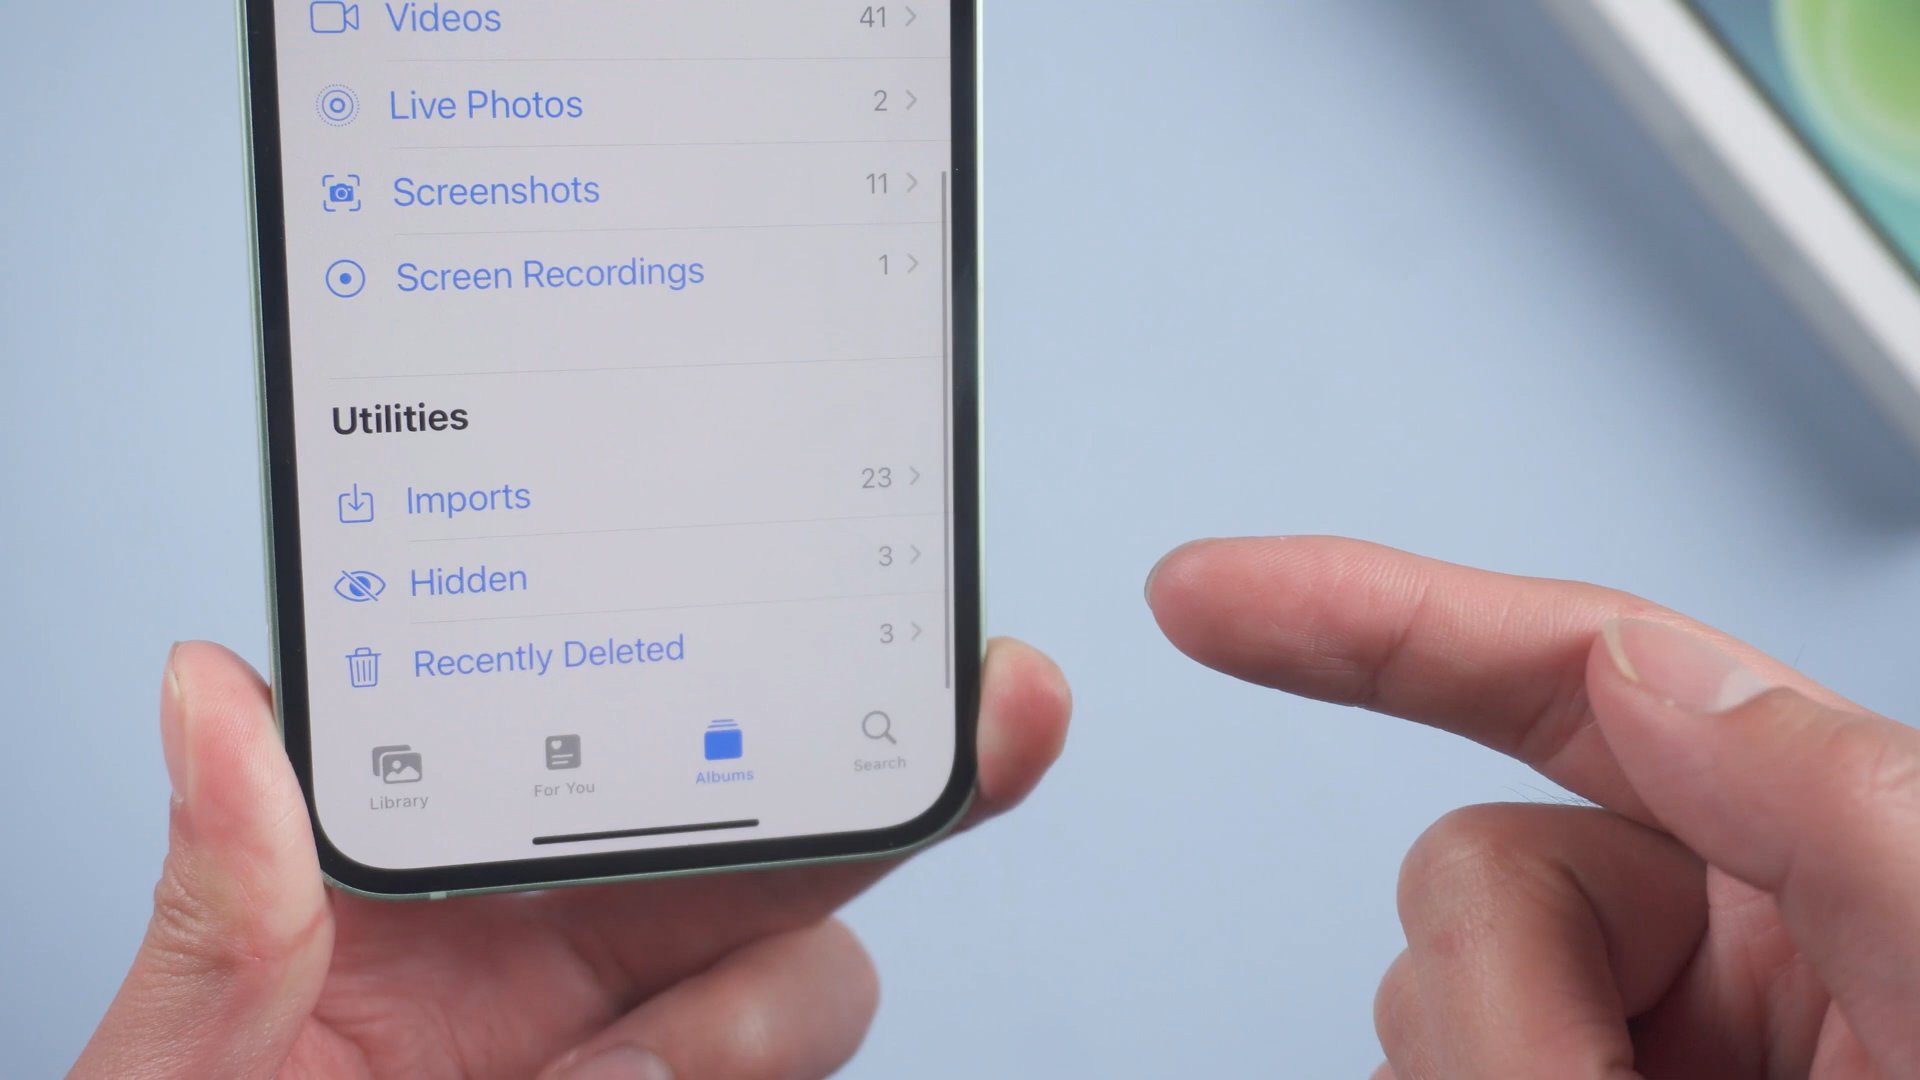 Videos 41
Live Photos 2
Screenshots 11
Screen Recordings 1
Utilities
Imports 23
Hidden 3
Recently Deleted 3
Library For You Albums Search